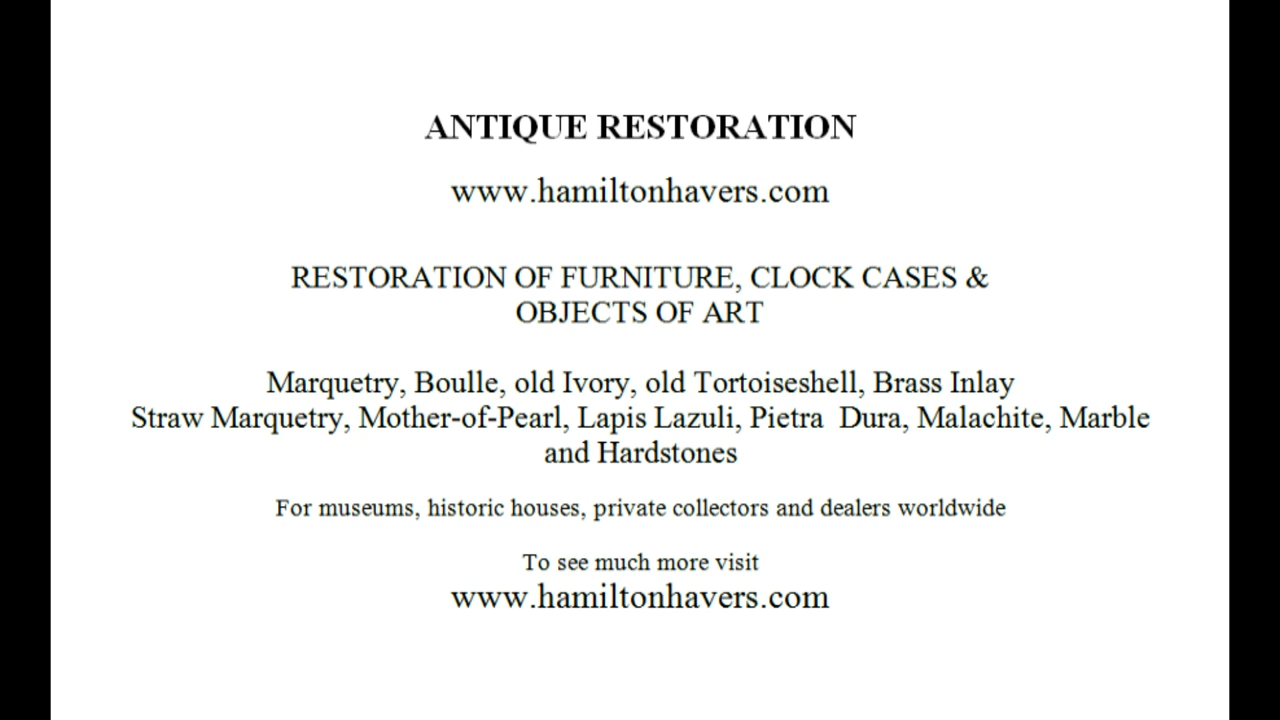 ANTIQUE RESTORATION
www.hamiltonhavers.com
RESTORATION OF FURNITURE, CLOCK CASES &
OBJECTS OF ART
Marquetry, Boulle, old Ivory, old Tortoiseshell, Brass Inlay
Straw Marquetry, Mother-of-Pearl, Lapis Lazuli, Pietra  Dura, Malachite, Marble
and Hardstones
For museums, historic houses, private collectors and dealers worldwide
To see much more visit
www.hamiltonhavers.com